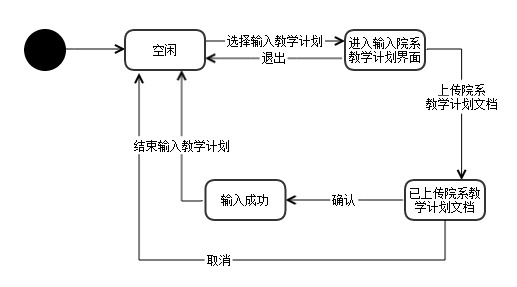 空闲
选择输入教学计划
退出
进入输入院系
教学计划界面
上传院系
教学计划文档
结束输入教学计划
输入成功
确认
已上传院系教
学计划文档
取消